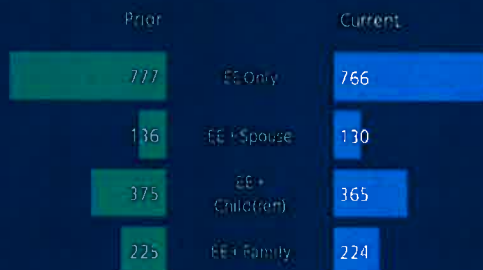 Prior Current
777 EE Only 766
136 EE + Spouse 130
375 EE + 365
Child(ren)
225 EE + Family 224